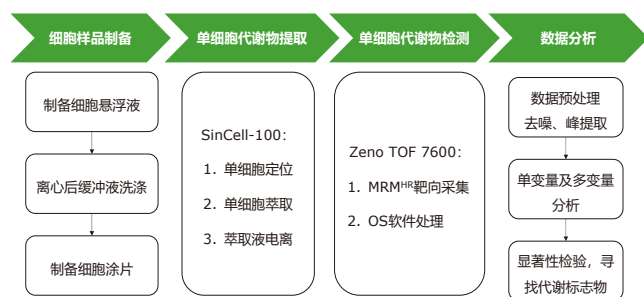 细胞样品制备
单细胞代谢物提取
单细胞代谢物检测
数据分析
制备细胞悬浮液
离心后缓冲液洗涤
制备细胞涂片
SinCell-100:
1. 单细胞定位
2. 单细胞萃取
3. 萃取液电离
Zeno TOF 7600:
1. MRMᴴᴿ靶向采集
2. OS软件处理
数据预处理
去噪、峰提取
单变量及多变量
分析
显著性检验，寻
找代谢标志物